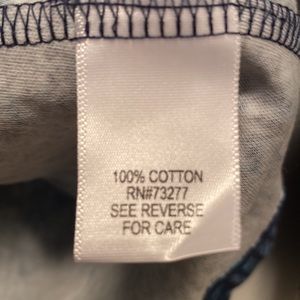 100% COTTON
RN#73277
SEE REVERSE
FOR CARE